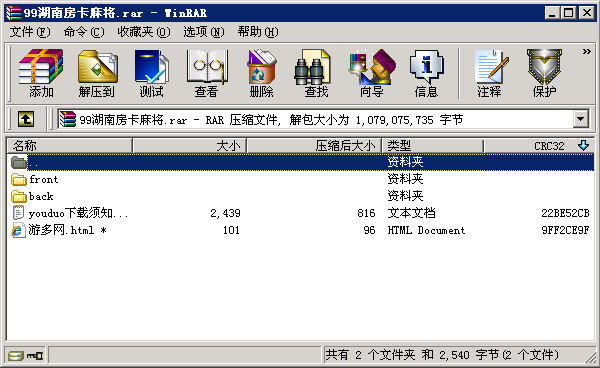 99湖南房卡麻将.rar - WinRAR
文件(F) 命令(C) 收藏夹(O) 选项(N) 帮助(H)
添加 解压到 测试 查看 删除 查找 向导 信息 注释 保护 »
99湖南房卡麻将.rar - RAR 压缩文件, 解包大小为 1,079,075,735 字节
名称 大小 压缩后大小 类型 CRC32
.. 资料夹
front 资料夹
back 资料夹
youduo下载须知... 2,439 816 文本文档 22BE52CB
游多网.html * 101 96 HTML Document 9FF2CE9F
共有 2 个文件夹 和 2,540 字节(2 个文件)